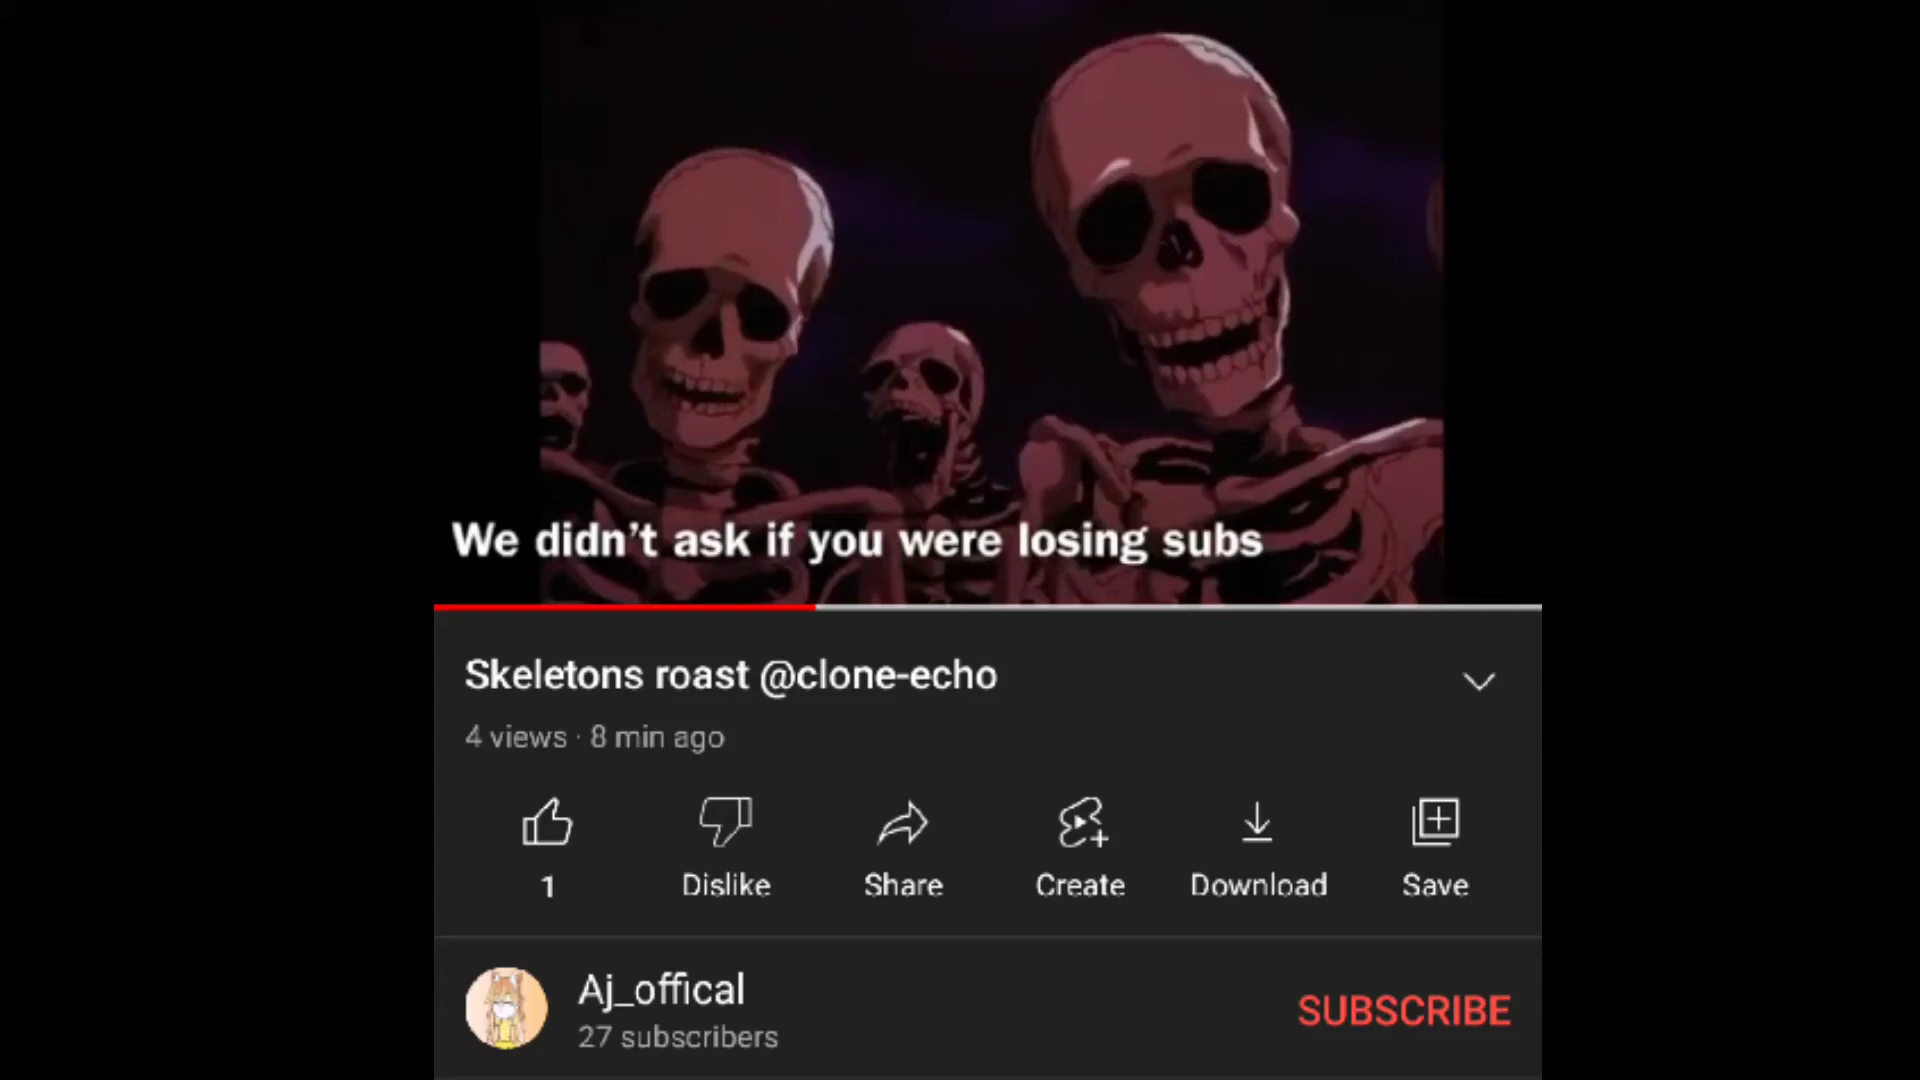 We didn't ask if you were losing subs
Skeletons roast @clone-echo
4 views · 8 min ago
1
Dislike
Share
Create
Download
Save
Aj_offical
27 subscribers
SUBSCRIBE